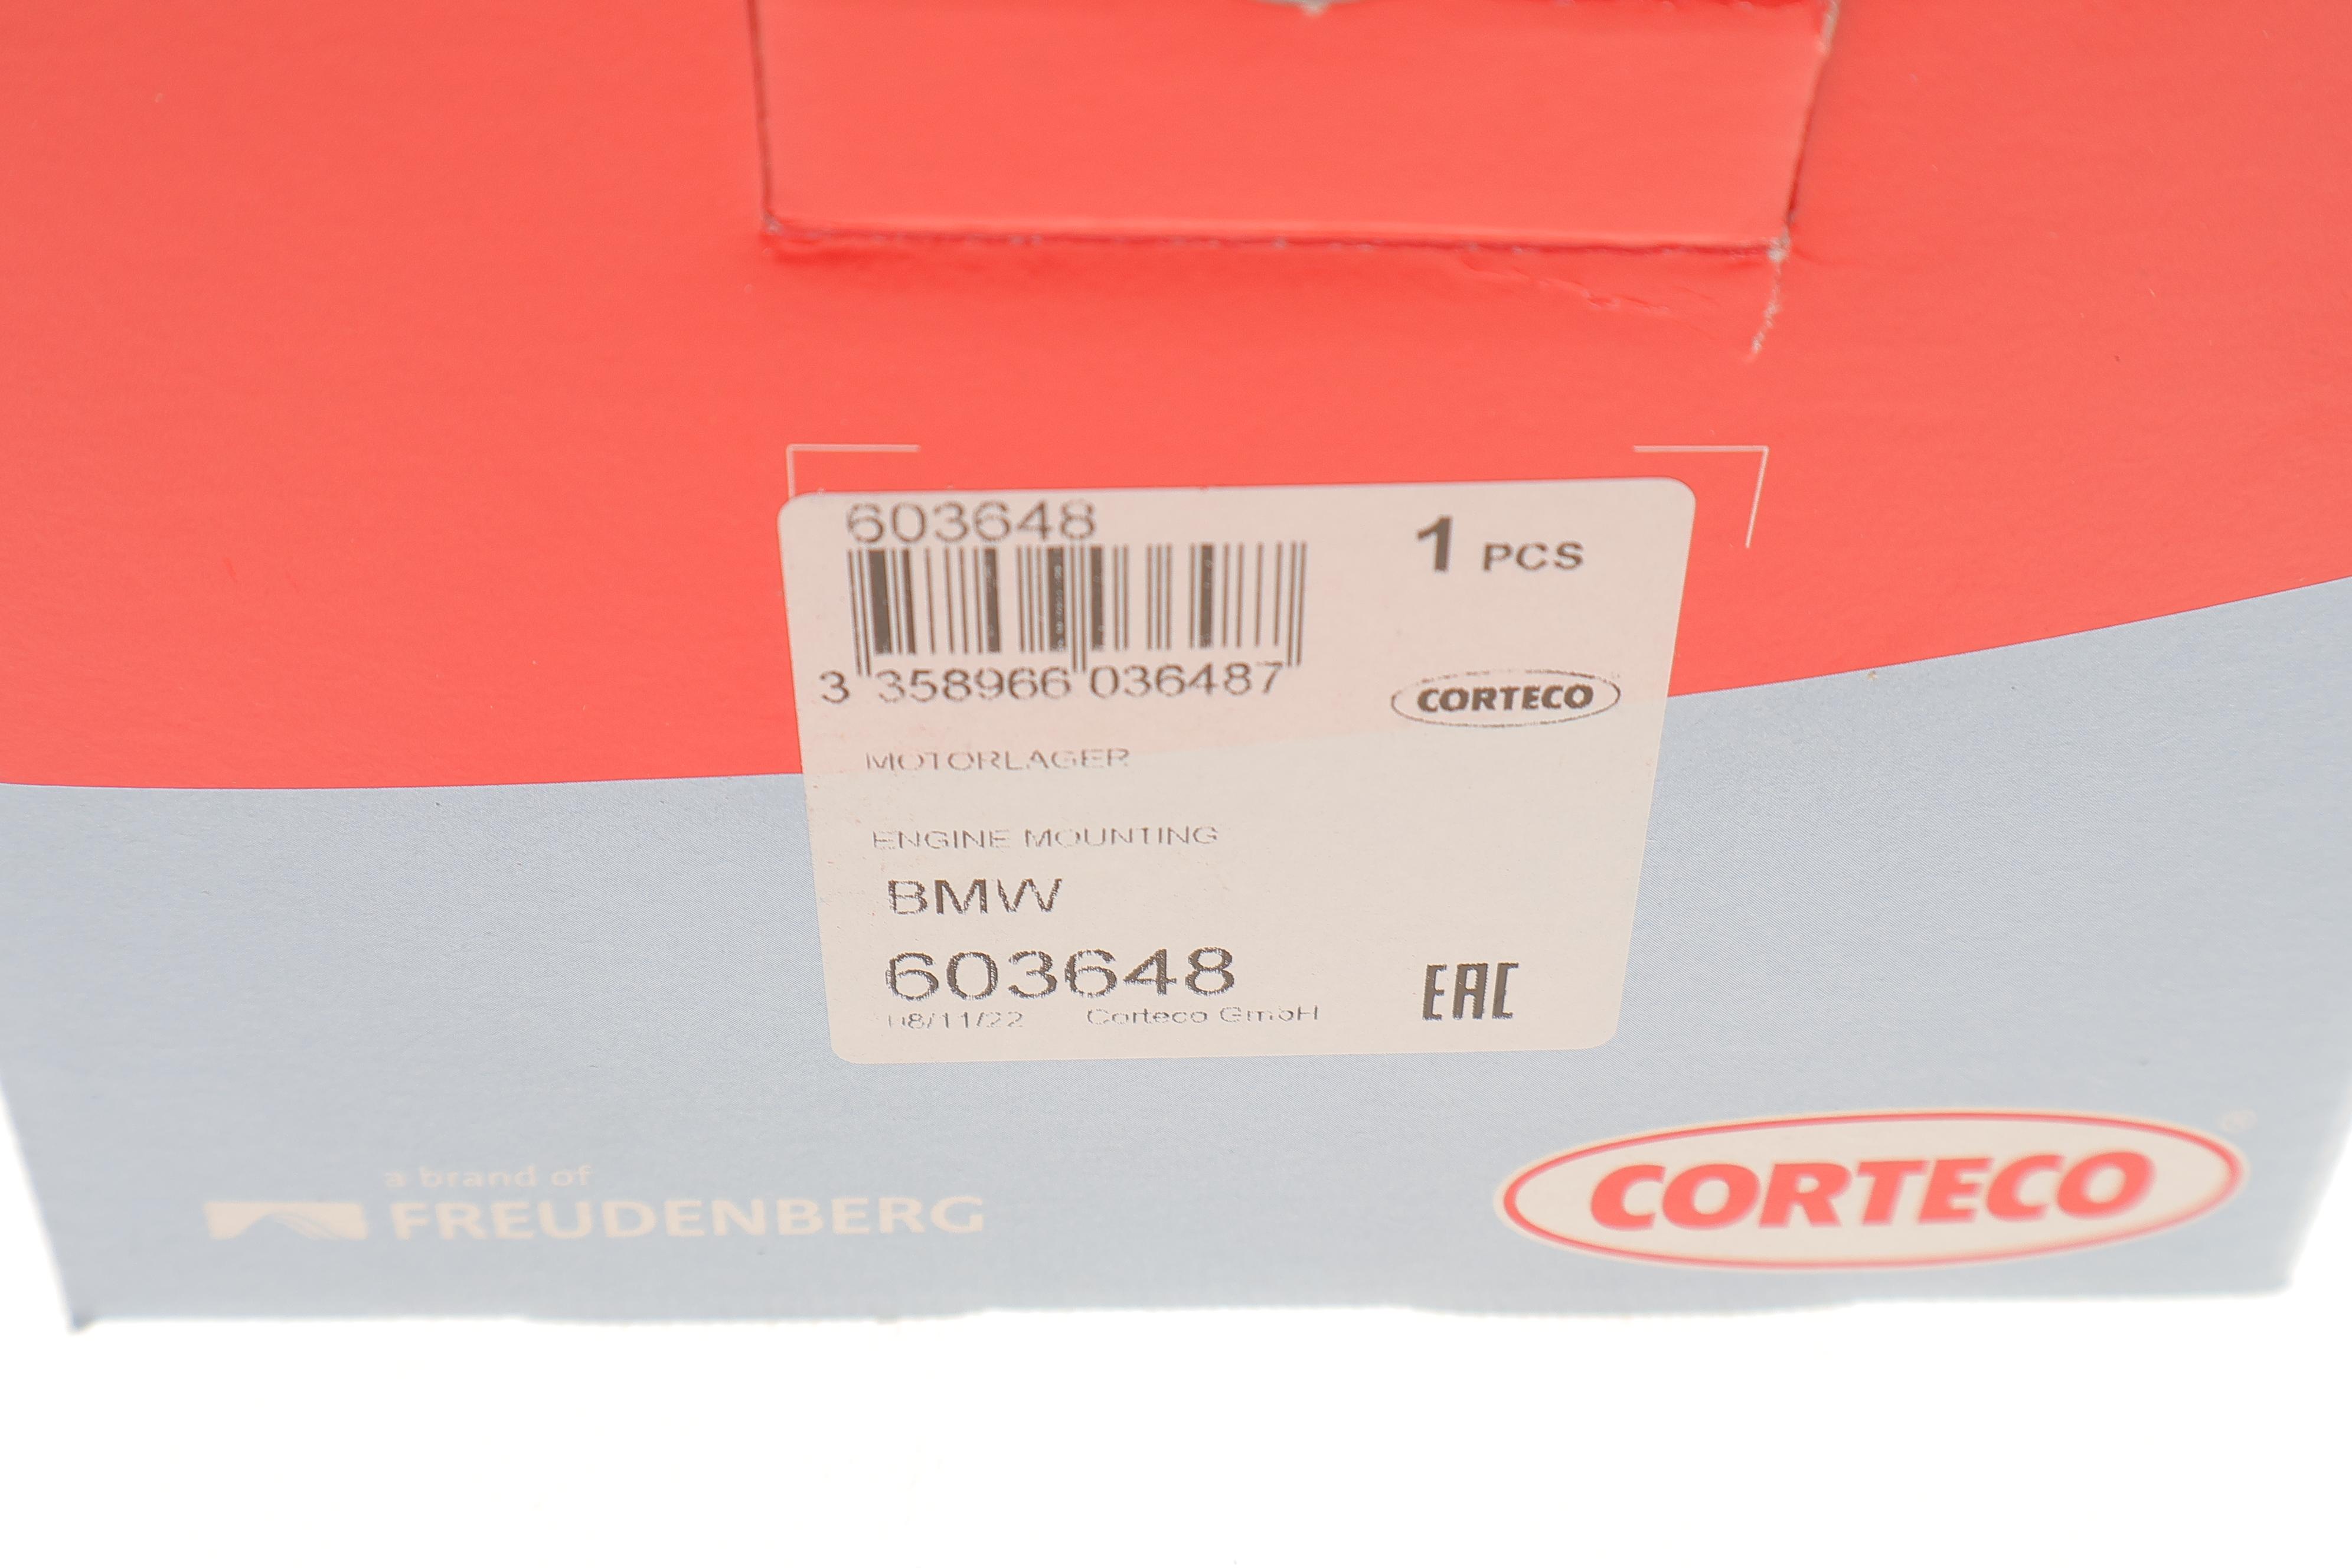 603648
1 PCS
3 358966 036487
CORTECO
MOTORLAGER
ENGINE MOUNTING
BMW
603648
EAC
08/11/22 Corteco GmbH
a brand of
FREUDENBERG
CORTECO®